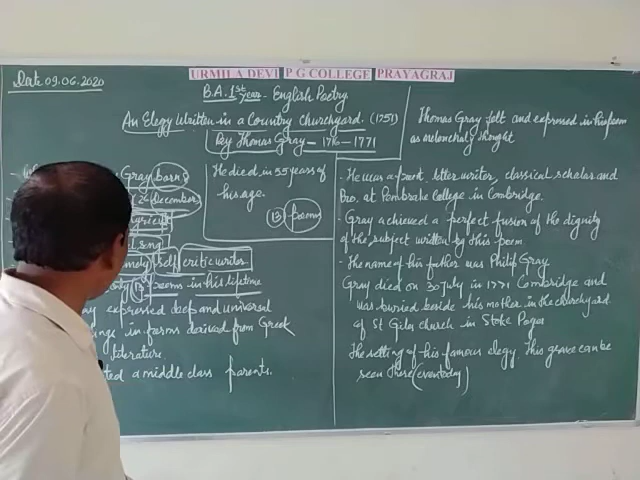 URMILA DEVI P G COLLEGE PRAYAGRAJ
Date 09.06.2020
B.A. 1st Year - English Poetry
An Elegy Written in a Country Churchyard. (1751)
By Thomas Gray - 1716 - 1771
Gray born
26 December
He died in 55 years of
his age.
13 Poems
self critic writer
13 Poems in his lifetime
expressed deep and universal
in forms derived from Greek
literature
a middle class parents.
Thomas Gray felt and expressed in his poem
as melancholy thought
- He was a poet, letter writer, classical scholar and
Pro. at Pembroke College in Cambridge.
- Gray achieved a perfect fusion of the dignity
of the subject written by this poem
- The name of his father was Philip Gray
Gray died on 30 July in 1771 Cambridge and
was buried beside his mother in the churchyard
of St Giles church in Stoke Poges
The setting of his famous elegy. This grave can be
seen there (everyday)